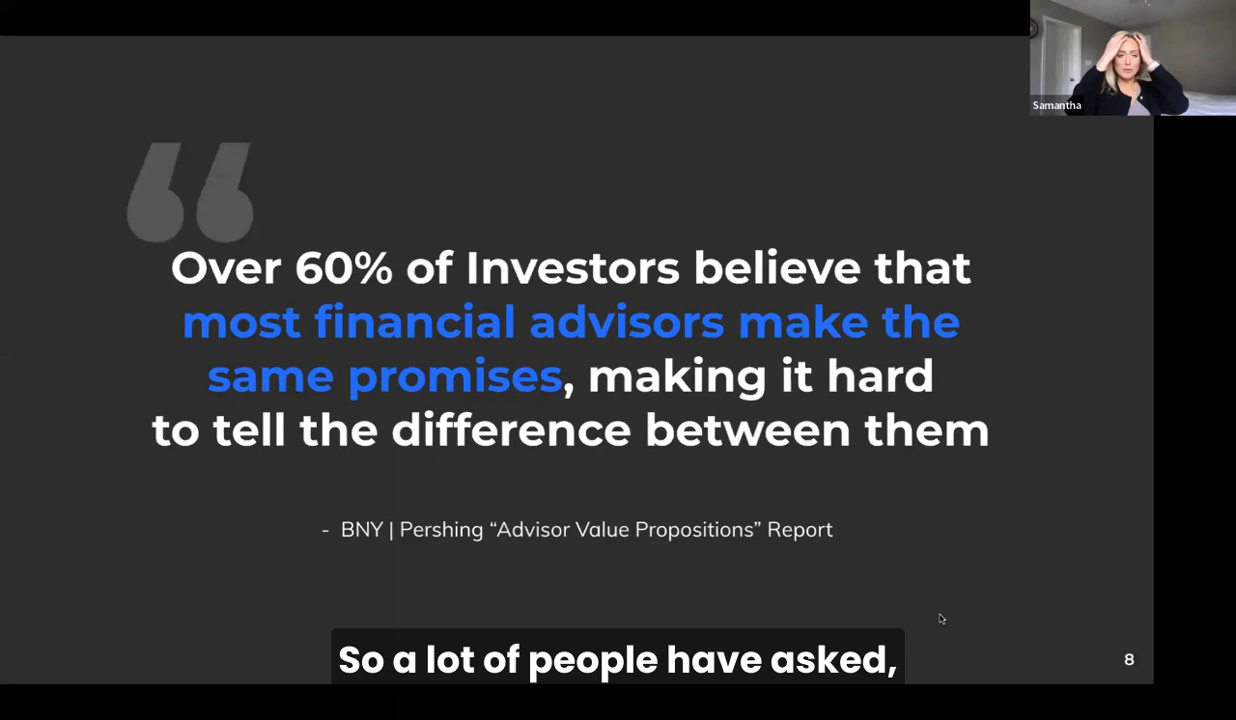 Samantha
“
Over 60% of Investors believe that
most financial advisors make the
same promises, making it hard
to tell the difference between them
- BNY | Pershing “Advisor Value Propositions” Report
So a lot of people have asked,
8